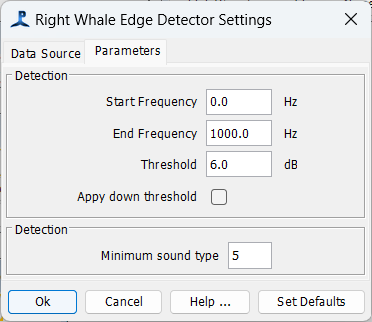 Right Whale Edge Detector Settings
Data Source Parameters
Detection
Start Frequency 0.0 Hz
End Frequency 1000.0 Hz
Threshold 6.0 dB
Appy down threshold
Detection
Minimum sound type 5
Ok Cancel Help ... Set Defaults